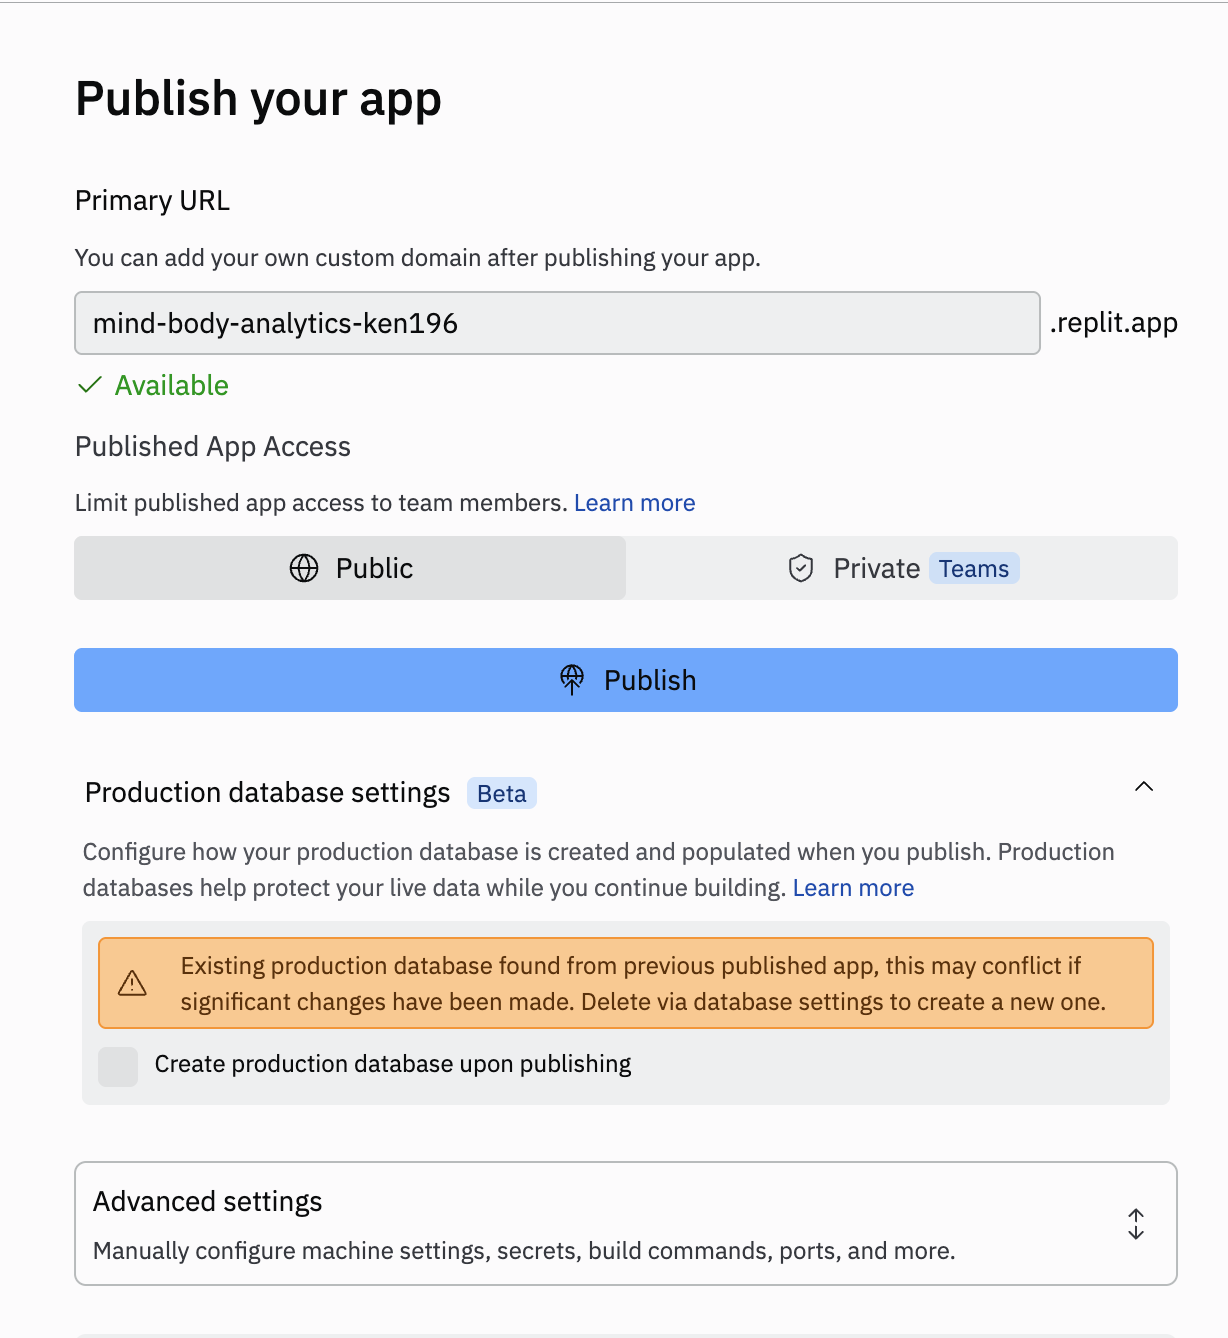 Publish your app
Primary URL
You can add your own custom domain after publishing your app.
mind-body-analytics-ken196
.replit.app
Available
Published App Access
Limit published app access to team members. Learn more
Public
Private Teams
Publish
Production database settings Beta
Configure how your production database is created and populated when you publish. Production
databases help protect your live data while you continue building. Learn more
Existing production database found from previous published app, this may conflict if
significant changes have been made. Delete via database settings to create a new one.
Create production database upon publishing
Advanced settings
Manually configure machine settings, secrets, build commands, ports, and more.